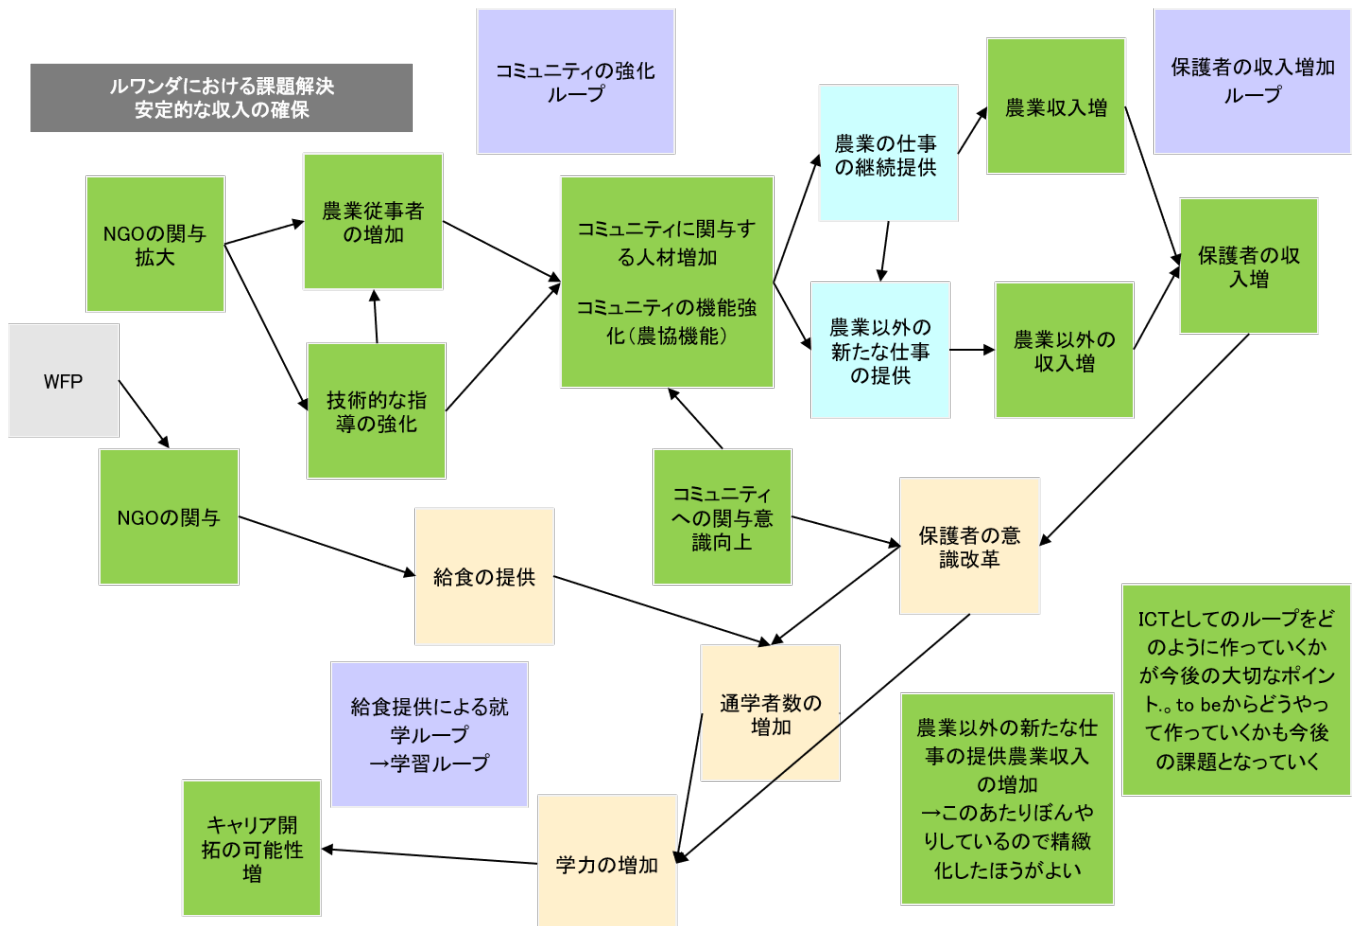 ルワンダにおける課題解決
安定的な収入の確保
コミュニティの強化
ループ
保護者の収入増加
ループ
農業の仕事
の継続提供
農業収入増
NGOの関与
拡大
農業従事者
の増加
コミュニティに関与す
る人材増加
コミュニティの機能強
化（農協機能）
保護者の収
入増
農業以外の
新たな仕事
の提供
農業以外の
収入増
WFP
技術的な指
導の強化
NGOの関与
コミュニティ
への関与意
識向上
保護者の意
識改革
給食の提供
通学者数の
増加
ICTとしてのループをど
のように作っていくか
が今後の大切なポイン
ト.。to beからどうやっ
て作っていくかも今後
の課題となっていく
給食提供による就
学ループ
→学習ループ
農業以外の新たな仕
事の提供農業収入
の増加
→このあたりぼんや
りしているので精緻
化したほうがよい
キャリア開
拓の可能性
増
学力の増加